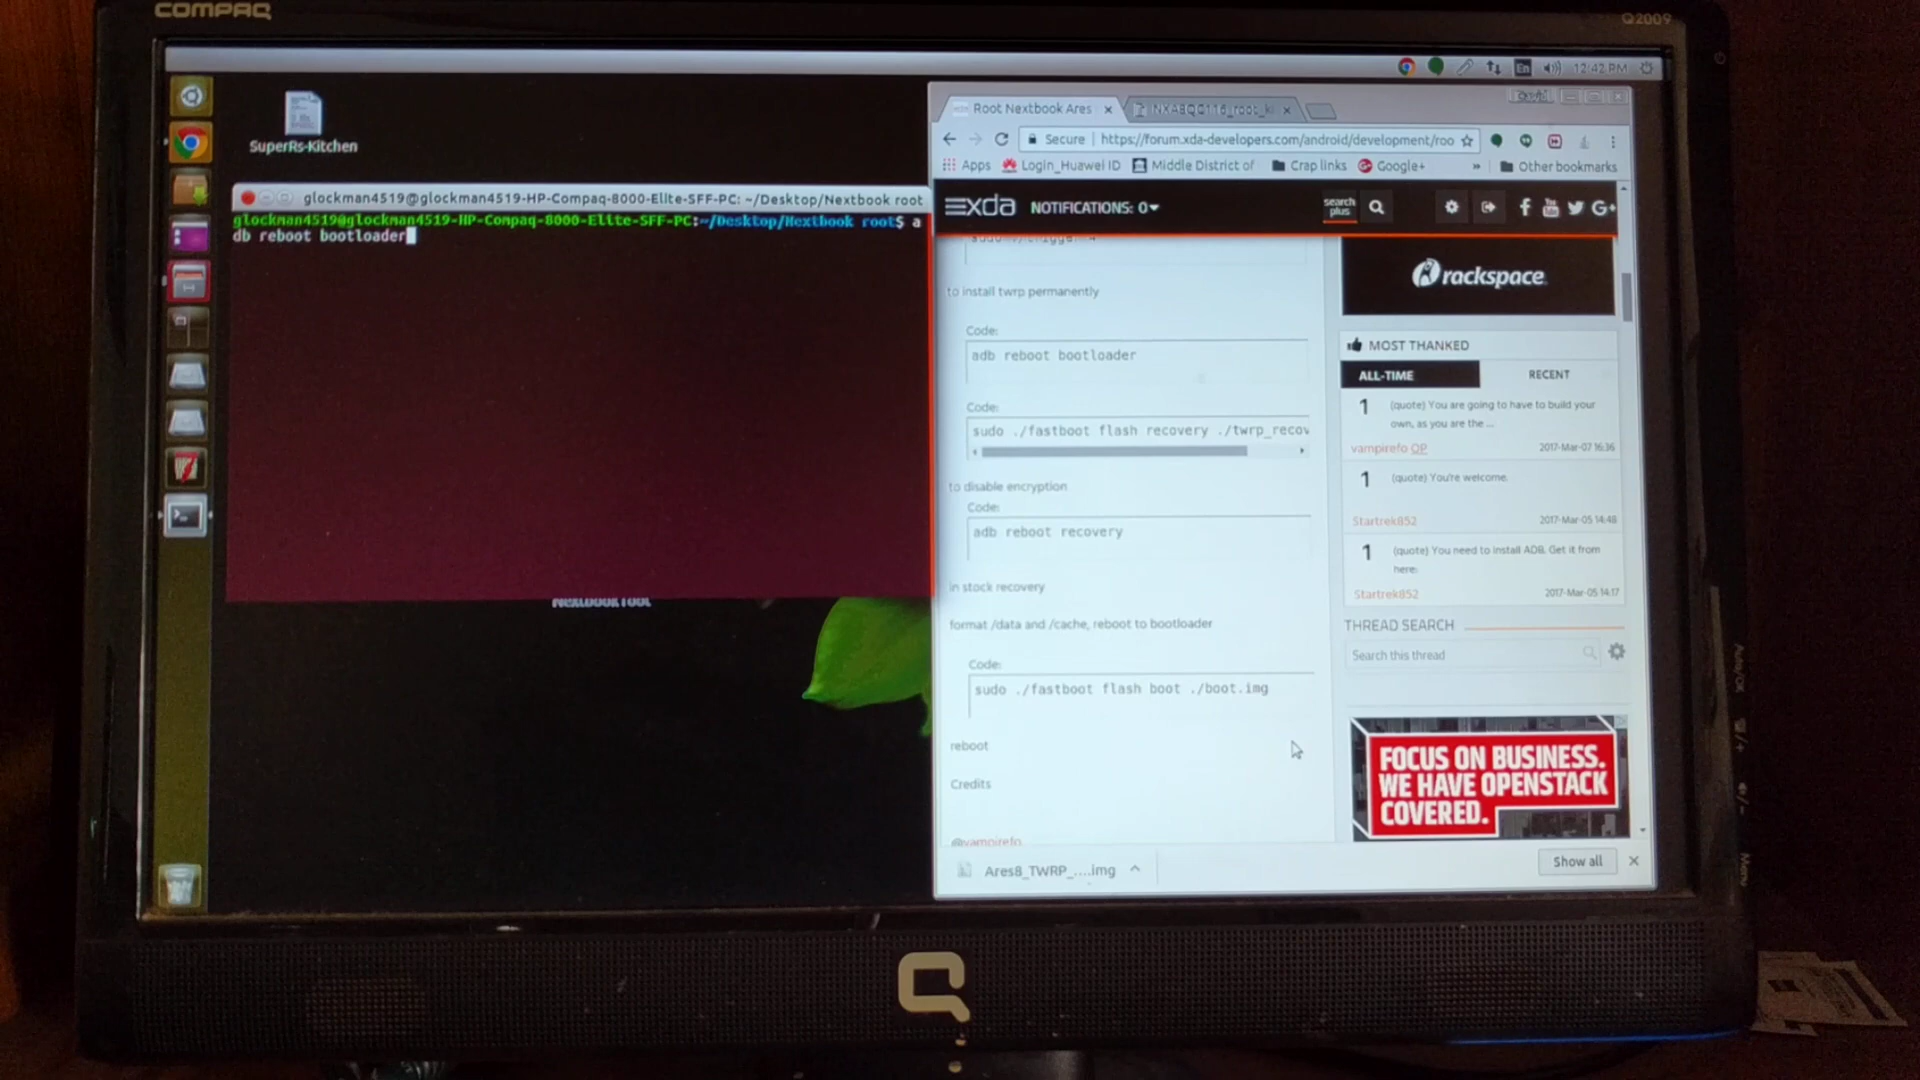 COMPAQ
Q2009
En
12:42 PM
SuperRs-Kitchen
glockman4519@glockman4519-HP-Compaq-8000-Elite-SFF-PC: ~/Desktop/Nextbook root
glockman4519@glockman4519-HP-Compaq-8000-Elite-SFF-PC:~/Desktop/Nextbook root$ a
db reboot bootloader
Root Nextbook Ares
Secure | https://forum.xda-developers.com/android/development/roo
Apps Login_Huawei ID Middle District of Crap links Google+ » Other bookmarks
xda NOTIFICATIONS: 0 search plus
to install twrp permanently
Code:
adb reboot bootloader
Code:
sudo ./fastboot flash recovery ./twrp_recov
to disable encryption
Code:
adb reboot recovery
in stock recovery
format /data and /cache, reboot to bootloader
Code:
sudo ./fastboot flash boot ./boot.img
reboot
Credits
@vampirefo
rackspace
MOST THANKED
ALL-TIME RECENT
1 (quote) You are going to have to build your
own, as you are the ...
vampirefo OP 2017-Mar-07 16:36
1 (quote) You're welcome.
Startrek852 2017-Mar-05 14:48
1 (quote) You need to install ADB. Get it from
here:
Startrek852 2017-Mar-05 14:17
THREAD SEARCH
Search this thread
FOCUS ON BUSINESS.
WE HAVE OPENSTACK
COVERED.
Ares8_TWRP_....img
Show all
Menu